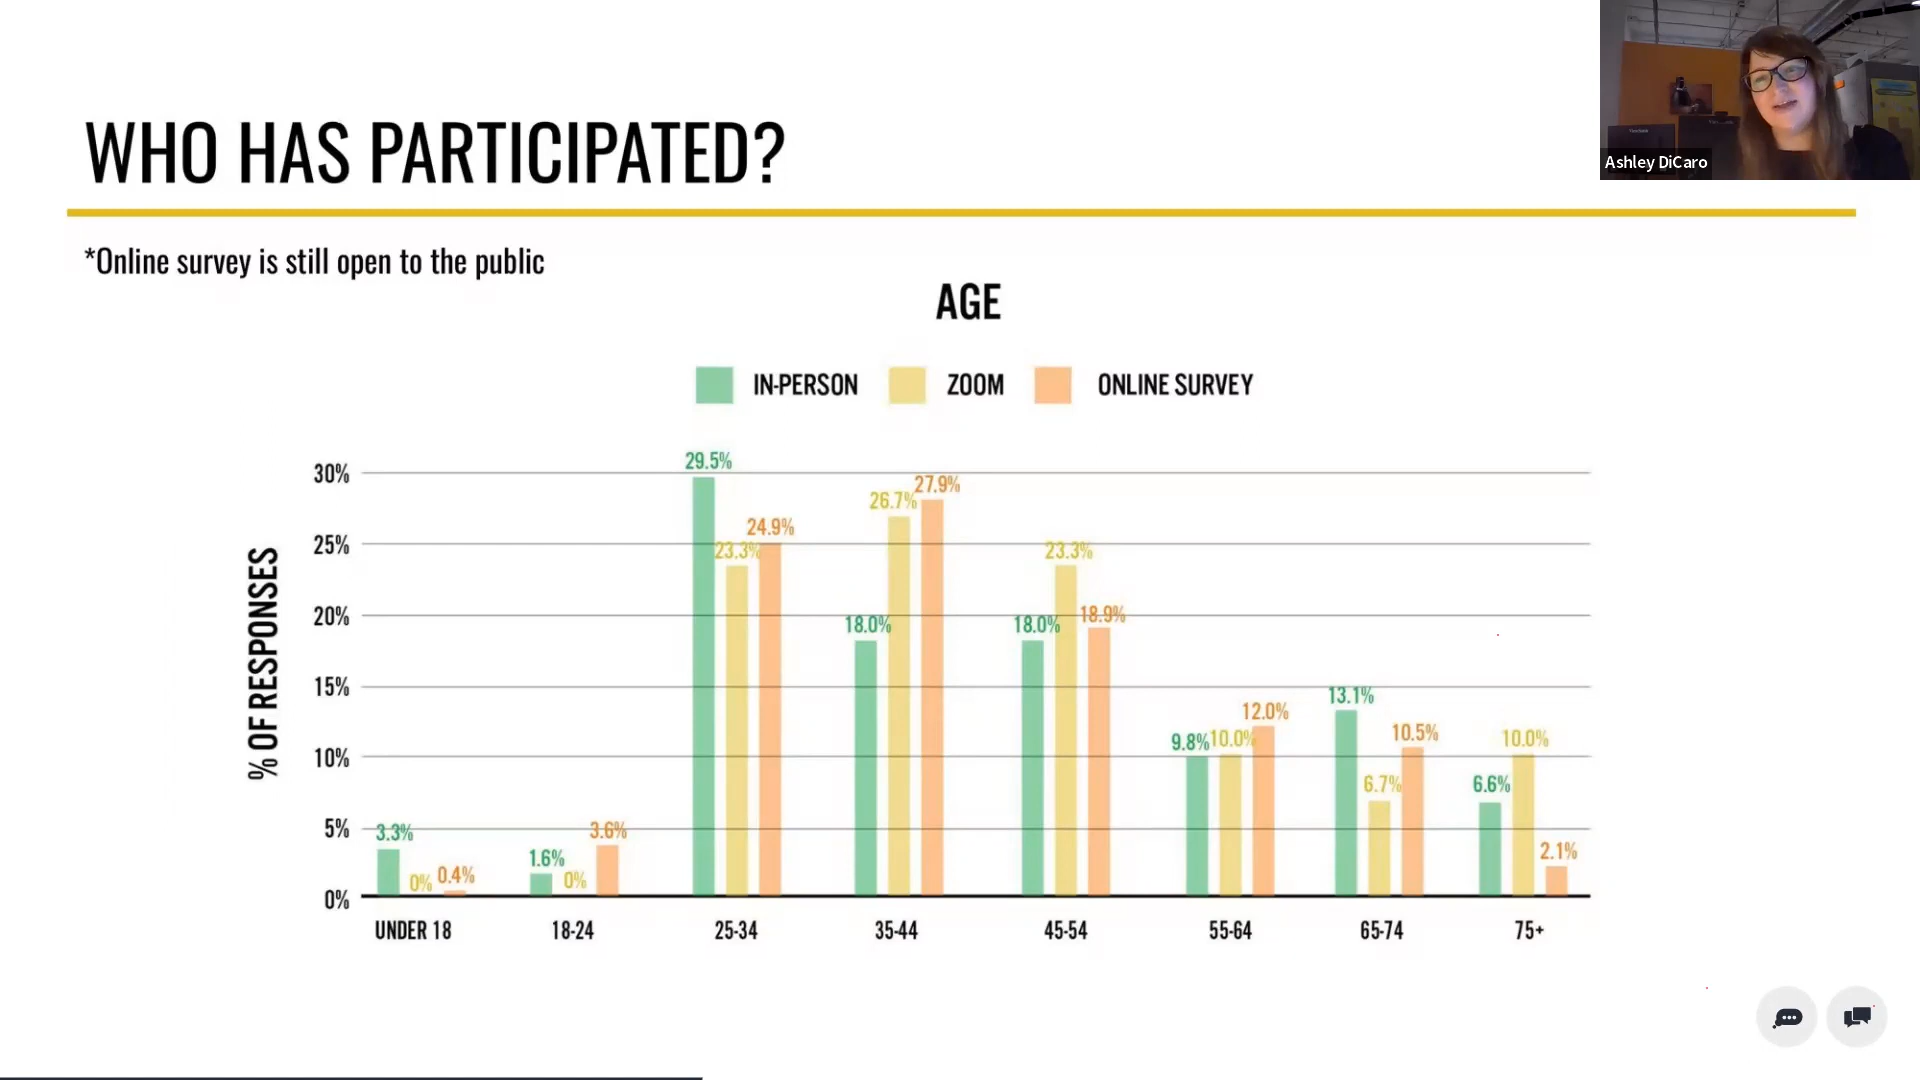 WHO HAS PARTICIPATED?
Ashley DiCaro
*Online survey is still open to the public
AGE
IN-PERSON ZOOM ONLINE SURVEY
% OF RESPONSES
30%
25%
20%
15%
10%
5%
0%
3.3% 0% 0.4%
1.6% 0% 3.6%
29.5% 23.3% 24.9%
18.0% 26.7% 27.9%
18.0% 23.3% 18.9%
9.8% 10.0% 12.0%
13.1% 6.7% 10.5%
6.6% 10.0% 2.1%
UNDER 18 18-24 25-34 35-44 45-54 55-64 65-74 75+